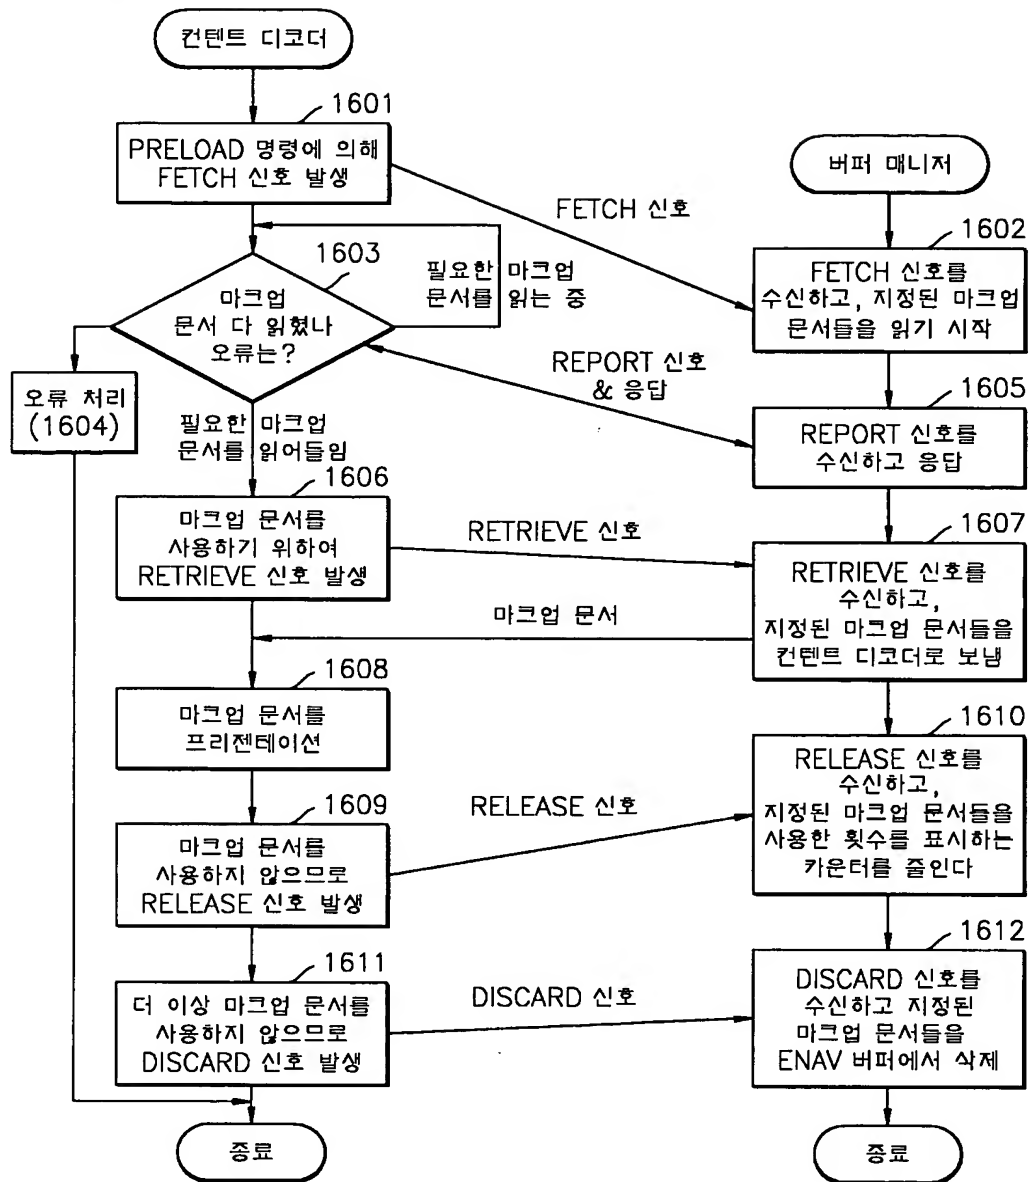 컨텐트 디코더
1601
PRELOAD 명령에 의해
FETCH 신호 발생
버퍼 매니저
FETCH 신호
1602
FETCH 신호를
수신하고, 지정된 마크업
문서들을 읽기 시작
1603
필요한 마크업
문서를 읽는 중
마크업
문서 다 읽혔나
오류는?
REPORT 신호
& 응답
오류 처리
(1604)
1605
REPORT 신호를
수신하고 응답
필요한 마크업
문서를 읽어들임
1606
마크업 문서를
사용하기 위하여
RETRIEVE 신호 발생
RETRIEVE 신호
1607
RETRIEVE 신호를
수신하고,
지정된 마크업 문서들을
컨텐트 디코더로 보냄
마크업 문서
1608
마크업 문서를
프리젠테이션
1610
RELEASE 신호를
수신하고,
지정된 마크업 문서들을
사용한 횟수를 표시하는
카운터를 줄인다
1609
마크업 문서를
사용하지 않으므로
RELEASE 신호 발생
RELEASE 신호
1611
더 이상 마크업 문서를
사용하지 않으므로
DISCARD 신호 발생
DISCARD 신호
1612
DISCARD 신호를
수신하고 지정된
마크업 문서들을
ENAV 버퍼에서 삭제
종료
종료